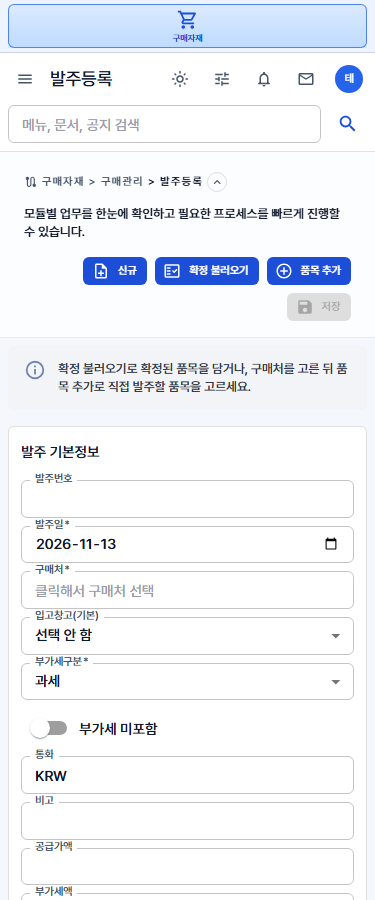 구매자재
발주등록
테
메뉴, 문서, 공지 검색
구매자재 > 구매관리 > 발주등록
모듈별 업무를 한눈에 확인하고 필요한 프로세스를 빠르게 진행할
수 있습니다.
신규
확정 불러오기
품목 추가
저장
확정 불러오기로 확정된 품목을 담거나, 구매처를 고른 뒤 품
목 추가로 직접 발주할 품목을 고르세요.
발주 기본정보
발주번호
발주일*
2026-11-13
구매처*
클릭해서 구매처 선택
입고창고(기본)
선택 안 함
부가세구분*
과세
부가세 미포함
통화
KRW
비고
공급가액
부가세액